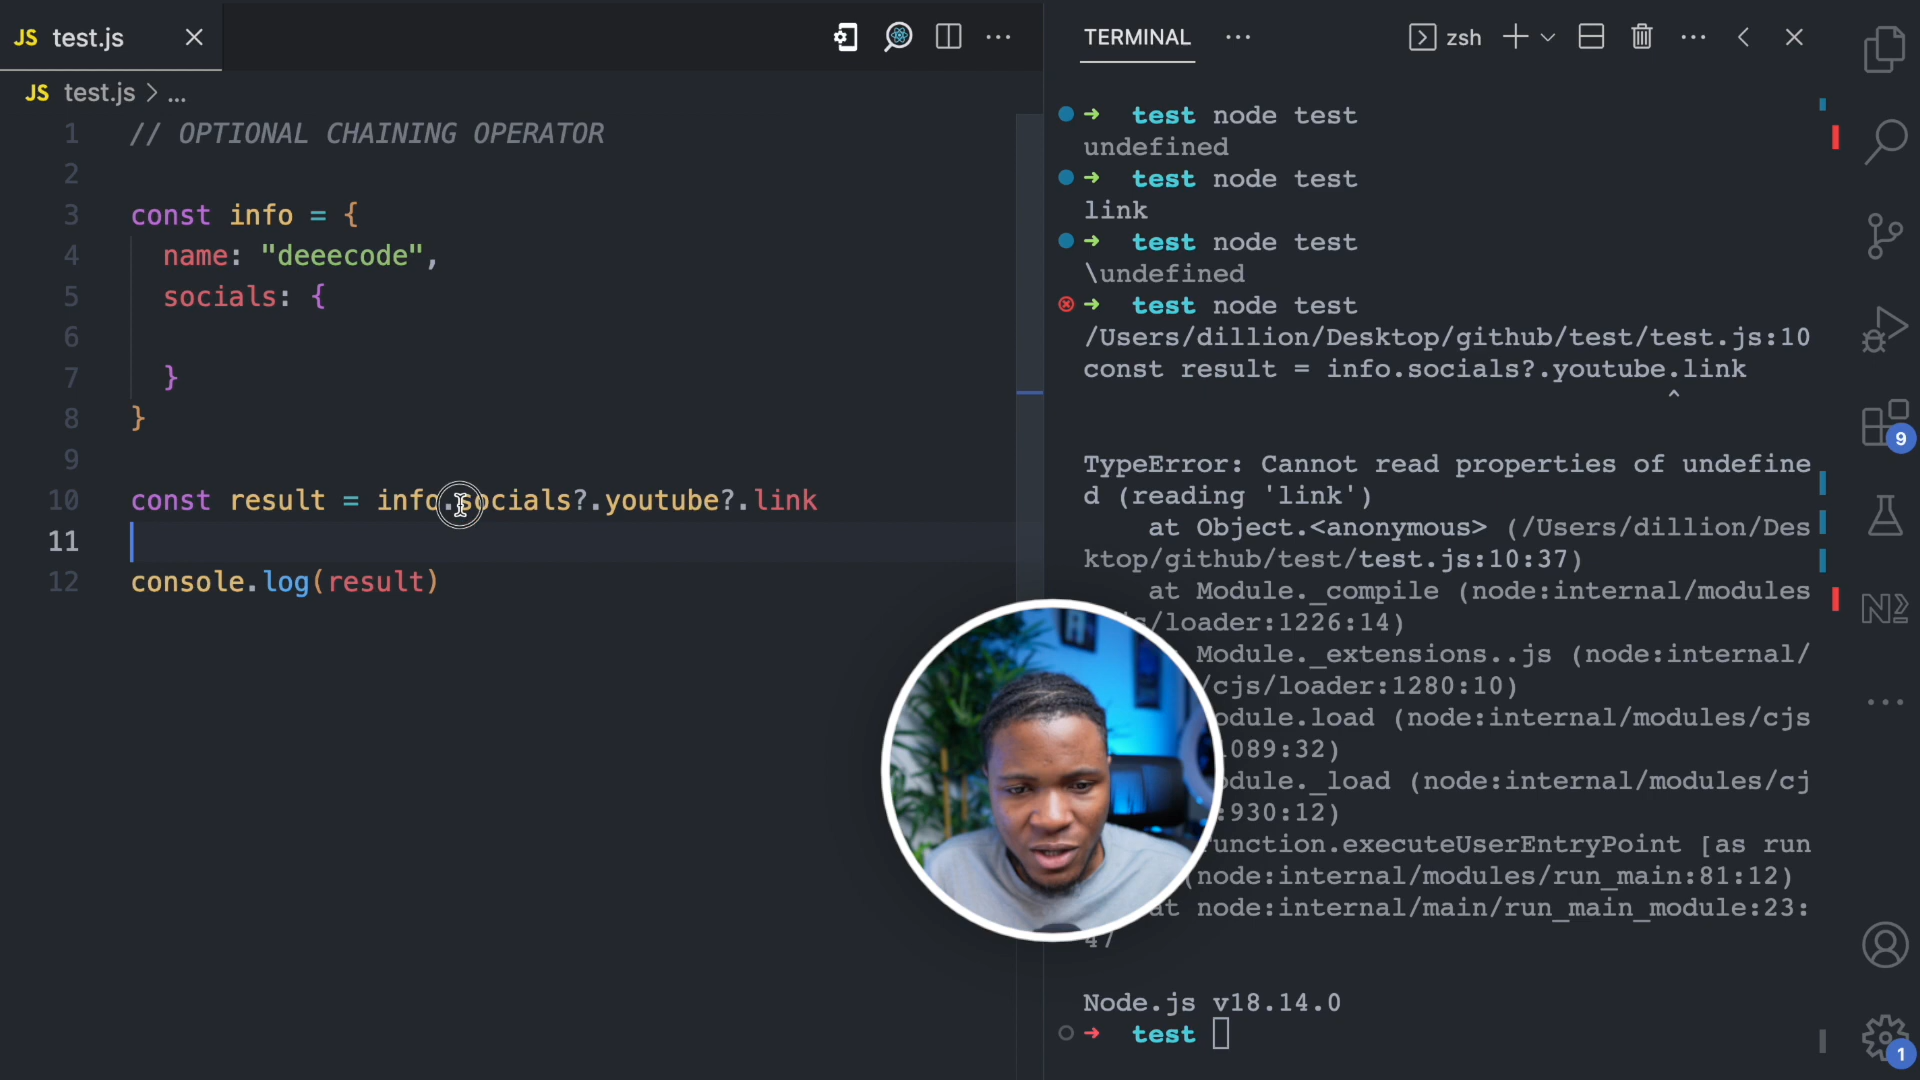 JS test.js
TERMINAL
zsh
JS test.js > ...
1 // OPTIONAL CHAINING OPERATOR
2
3 const info = {
4 name: "deeecode",
5 socials: {
6
7 }
8 }
9
10 const result = info.socials?.youtube?.link
11
12 console.log(result)
test node test
undefined
test node test
link
test node test
\undefined
test node test
/Users/dillion/Desktop/github/test/test.js:10
const result = info.socials?.youtube.link
^
TypeError: Cannot read properties of undefine
d (reading 'link')
at Object.<anonymous> (/Users/dillion/Des
ktop/github/test/test.js:10:37)
at Module._compile (node:internal/modules
/loader:1226:14)
Module._extensions..js (node:internal/
/cjs/loader:1280:10)
odule.load (node:internal/modules/cjs
089:32)
dule._load (node:internal/modules/cj
:930:12)
unction.executeUserEntryPoint [as run
(node:internal/modules/run_main:81:12)
at node:internal/main/run_main_module:23:
47
Node.js v18.14.0
test
9
1